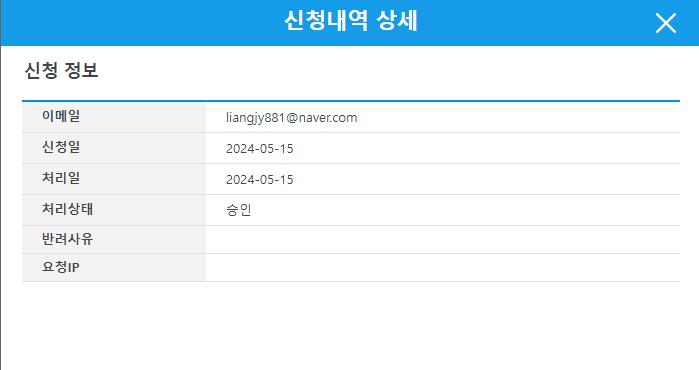 신청내역 상세
신청 정보
이메일 liangjy881@naver.com
신청일 2024-05-15
처리일 2024-05-15
처리상태 승인
반려사유
요청IP